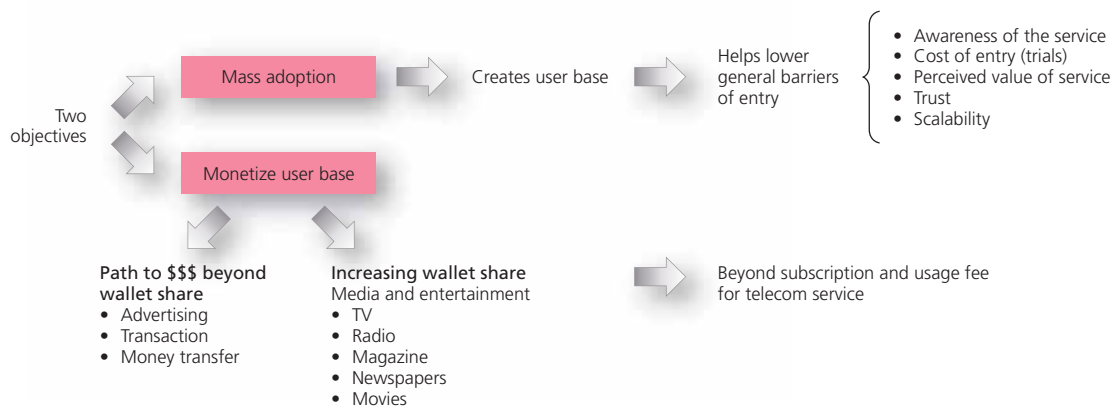 Two
objectives
Mass adoption
Creates user base
Helps lower
general barriers
of entry
• Awareness of the service
• Cost of entry (trials)
• Perceived value of service
• Trust
• Scalability
Monetize user base
Path to $$$ beyond
wallet share
• Advertising
• Transaction
• Money transfer
Increasing wallet share
Media and entertainment
• TV
• Radio
• Magazine
• Newspapers
• Movies
Beyond subscription and usage fee
for telecom service